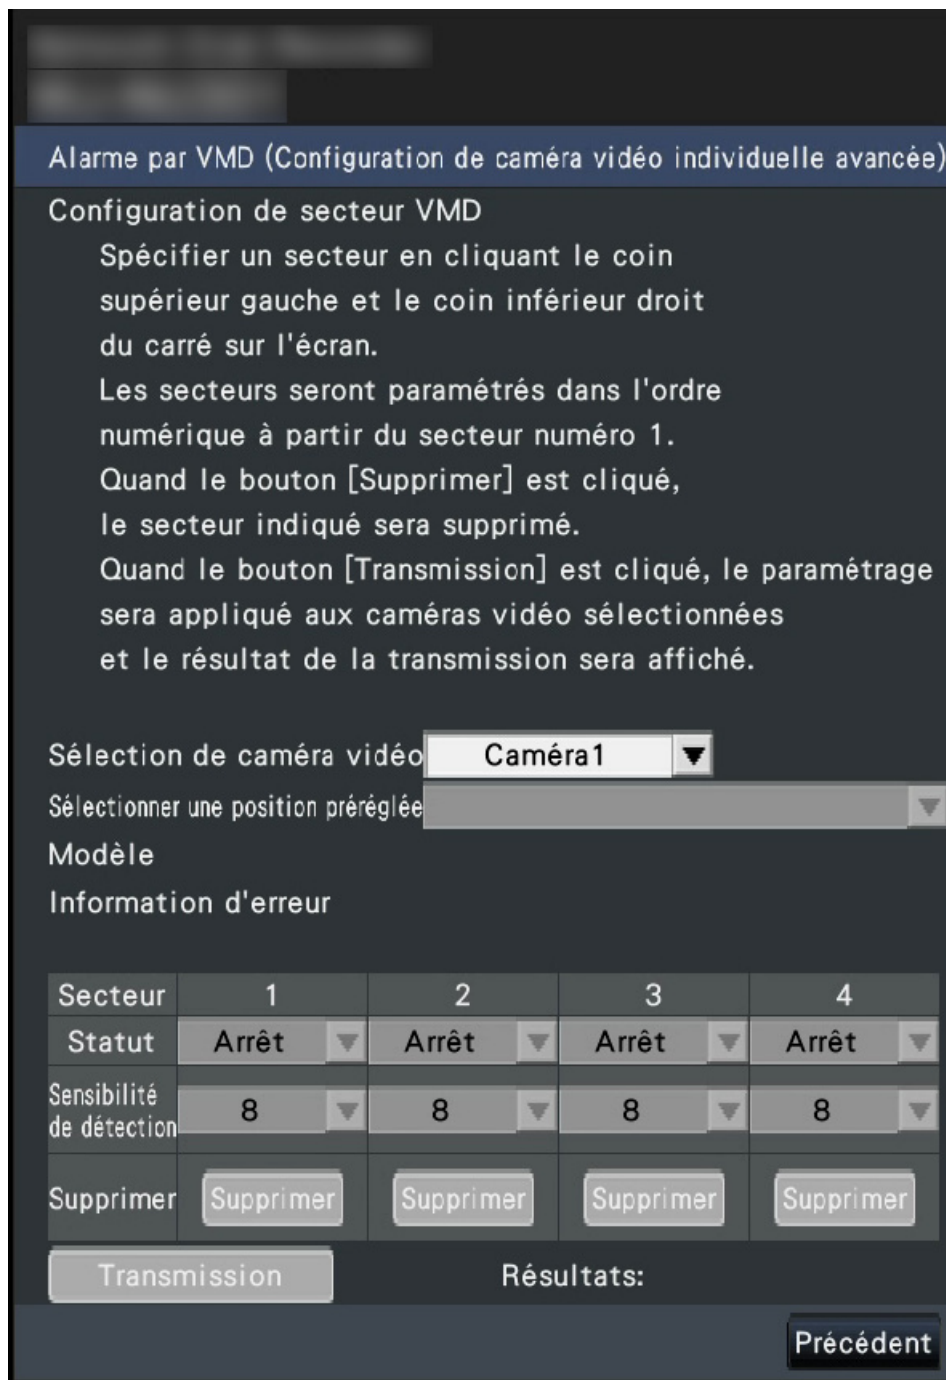 Alarme par VMD (Configuration de caméra vidéo individuelle avancée)
Configuration de secteur VMD
Spécifier un secteur en cliquant le coin
supérieur gauche et le coin inférieur droit
du carré sur l'écran.
Les secteurs seront paramétrés dans l'ordre
numérique à partir du secteur numéro 1.
Quand le bouton [Supprimer] est cliqué,
le secteur indiqué sera supprimé.
Quand le bouton [Transmission] est cliqué, le paramétrage
sera appliqué aux caméras vidéo sélectionnées
et le résultat de la transmission sera affiché.
Sélection de caméra vidéo Caméra1
Sélectionner une position préréglée
Modèle
Information d'erreur
Secteur 1 2 3 4
Statut Arrêt Arrêt Arrêt Arrêt
Sensibilité
de détection 8 8 8 8
Supprimer Supprimer Supprimer Supprimer Supprimer
Transmission Résultats:
Précédent